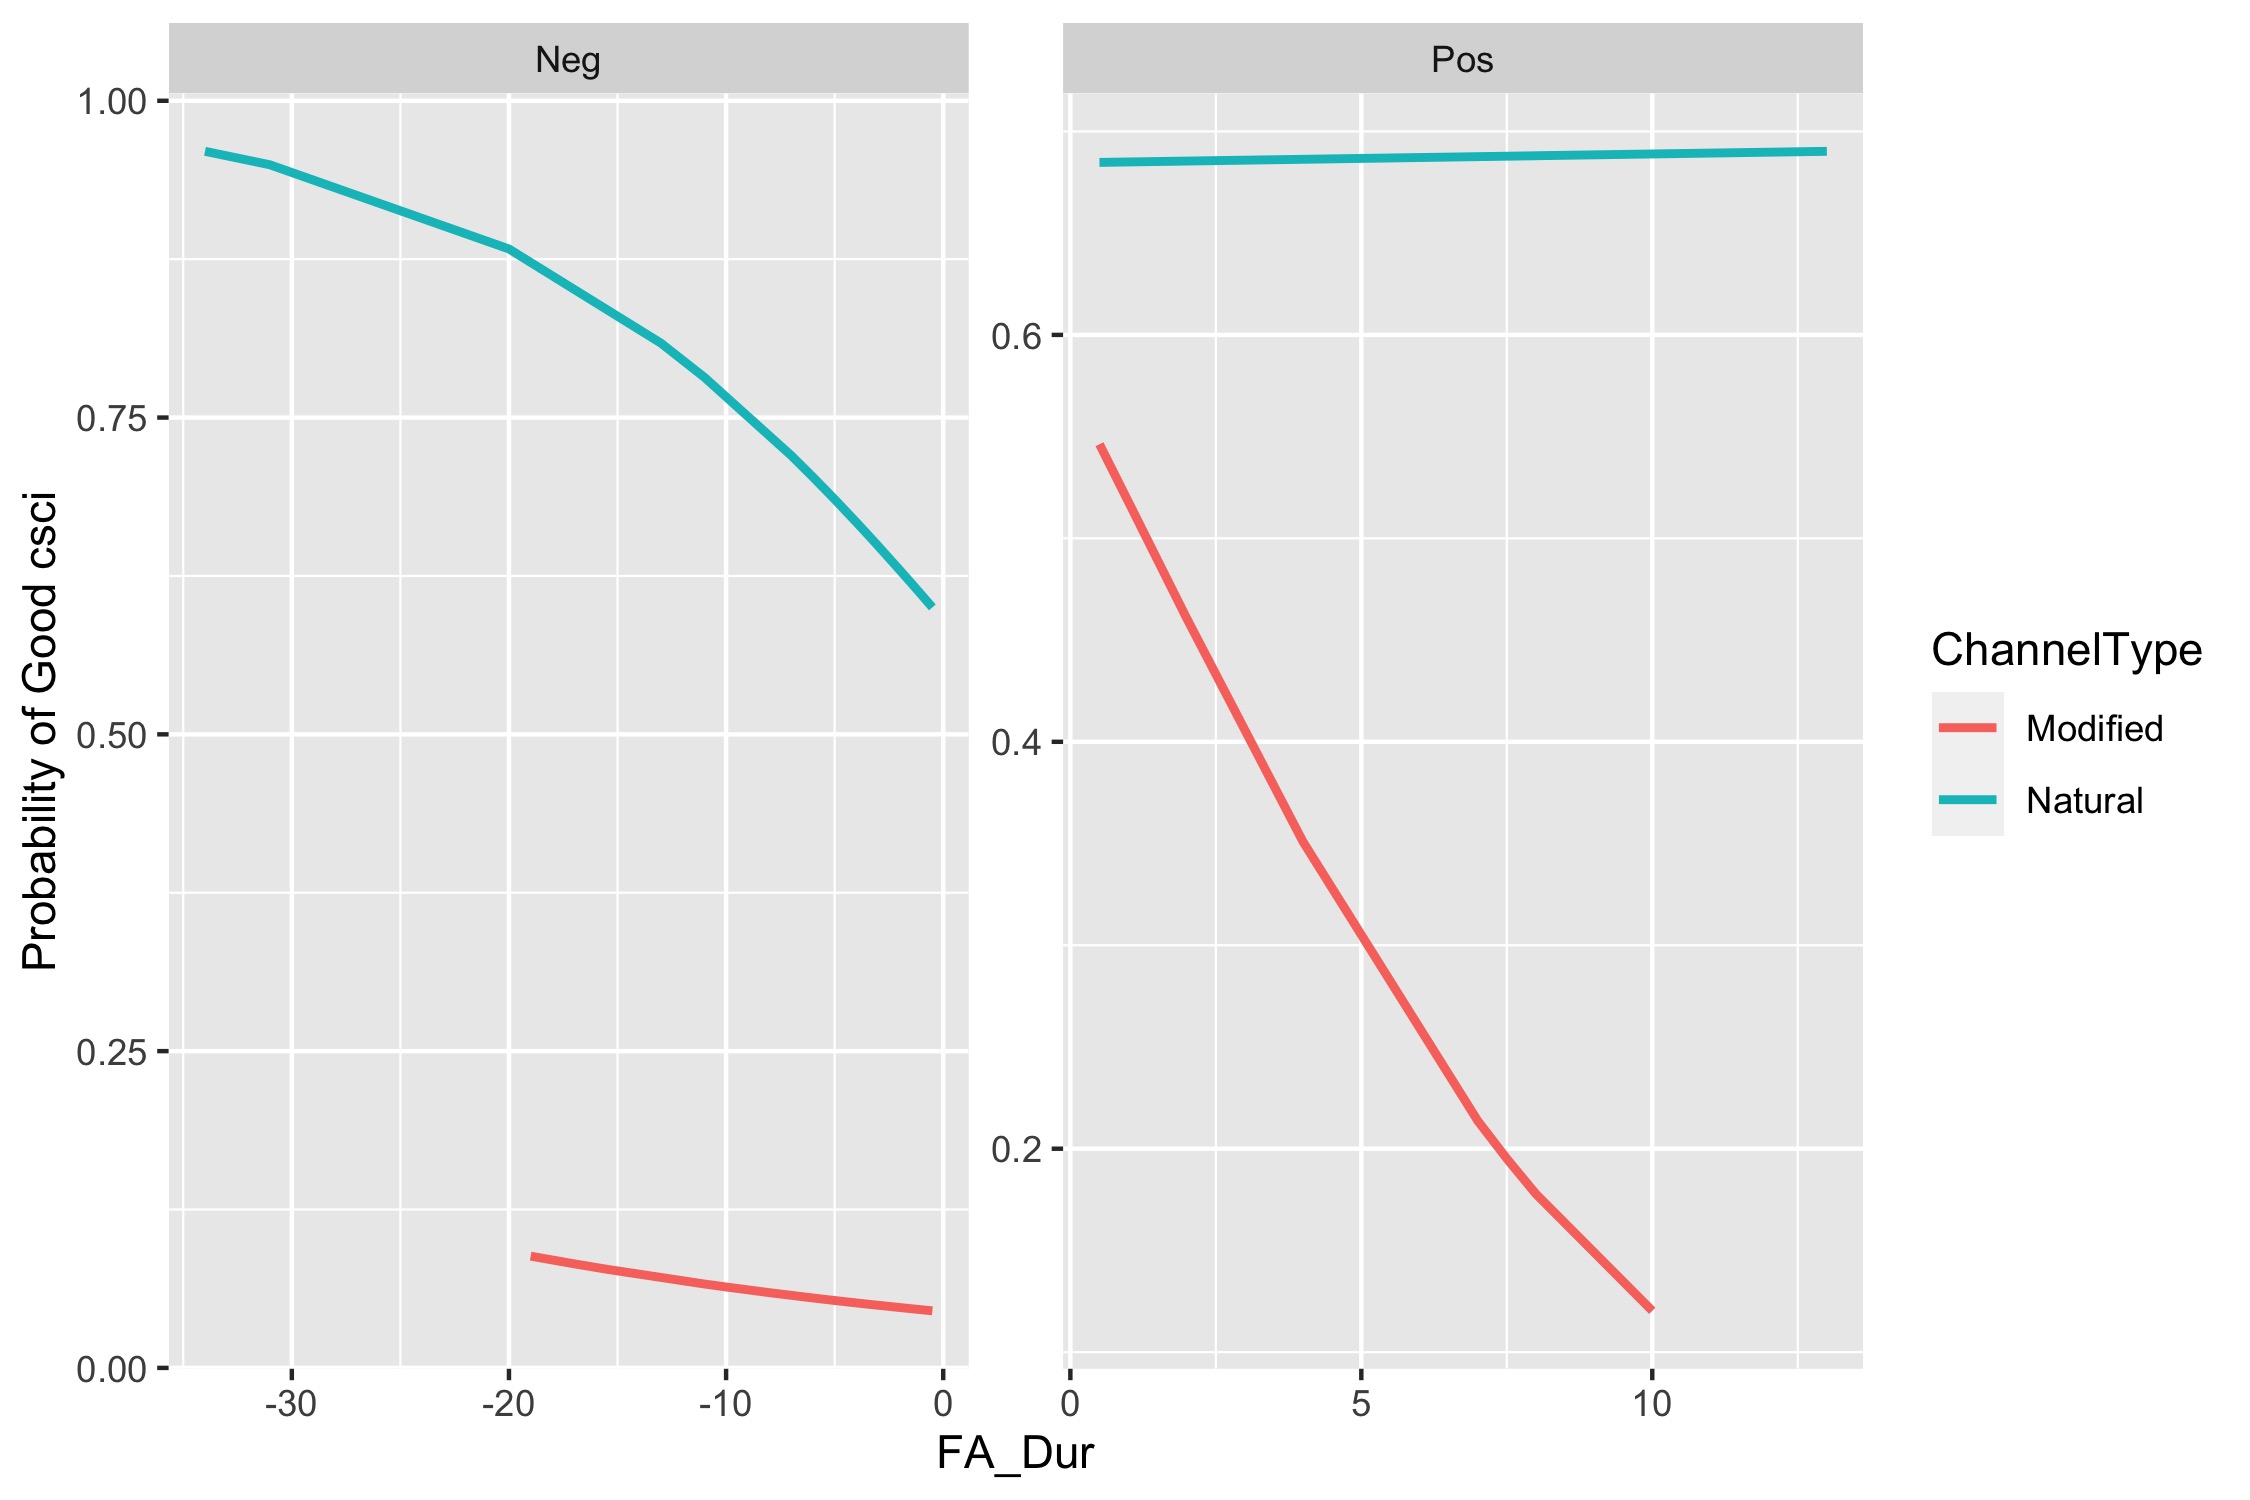 Neg
Pos
Probability of Good csci
1.00
0.75
0.50
0.25
0.00
0.6
0.4
0.2
-30 -20 -10 0
0 5 10
FA_Dur
ChannelType
Modified
Natural